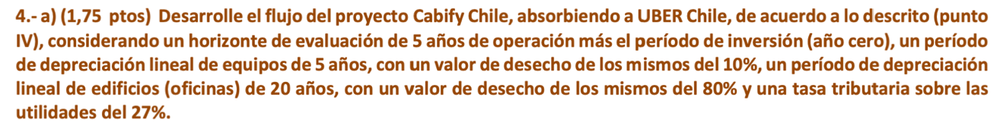 4.- a) (1,75 ptos) Desarrolle el flujo del proyecto Cabify Chile, absorbiendo a UBER Chile, de acuerdo a lo descrito (punto
IV), considerando un horizonte de evaluación de 5 años de operación más el período de inversión (año cero), un período
de depreciación lineal de equipos de 5 años, con un valor de desecho de los mismos del 10%, un período de depreciación
lineal de edificios (oficinas) de 20 años, con un valor de desecho de los mismos del 80% y una tasa tributaria sobre las
utilidades del 27%.